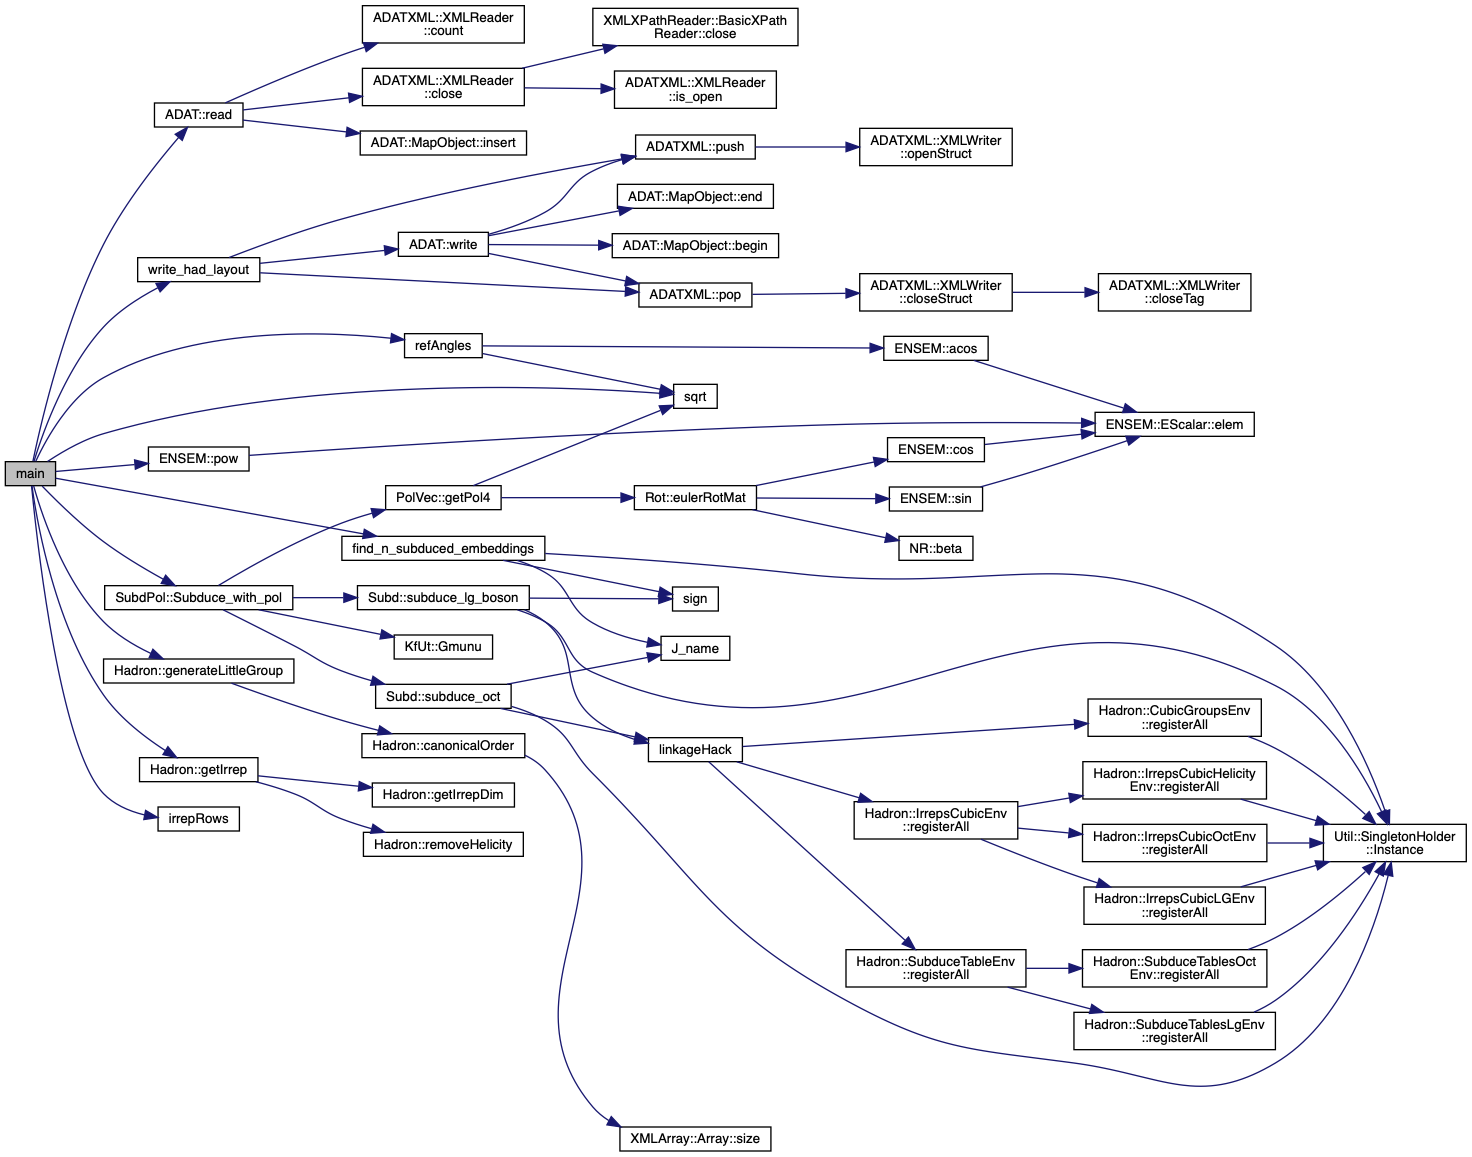 ADATXML::XMLReader
::count
XMLXPathReader::BasicXPath
Reader::close
ADATXML::XMLReader
::close
ADATXML::XMLReader
::is_open
ADAT::read
ADAT::MapObject::insert
ADATXML::push
ADATXML::XMLWriter
::openStruct
ADAT::MapObject::end
ADAT::write
ADAT::MapObject::begin
write_had_layout
ADATXML::pop
ADATXML::XMLWriter
::closeStruct
ADATXML::XMLWriter
::closeTag
refAngles
ENSEM::acos
sqrt
ENSEM::EScalar::elem
ENSEM::pow
ENSEM::cos
main
PolVec::getPol4
Rot::eulerRotMat
ENSEM::sin
find_n_subduced_embeddings
NR::beta
SubdPol::Subduce_with_pol
Subd::subduce_lg_boson
sign
KfUt::Gmunu
J_name
Hadron::generateLittleGroup
Subd::subduce_oct
Hadron::CubicGroupsEnv
::registerAll
Hadron::canonicalOrder
linkageHack
Hadron::getIrrep
Hadron::IrrepsCubicHelicity
Env::registerAll
Hadron::getIrrepDim
irrepRows
Hadron::IrrepsCubicEnv
::registerAll
Hadron::removeHelicity
Hadron::IrrepsCubicOctEnv
::registerAll
Util::SingletonHolder
::Instance
Hadron::IrrepsCubicLGEnv
::registerAll
Hadron::SubduceTableEnv
::registerAll
Hadron::SubduceTablesOct
Env::registerAll
Hadron::SubduceTablesLgEnv
::registerAll
XMLArray::Array::size